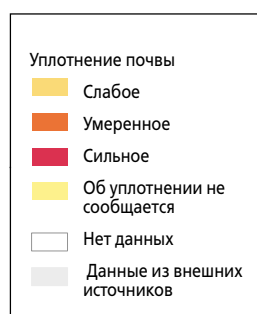 Уплотнение почвы
Слабое
Умеренное
Сильное
Об уплотнении не
сообщается
Нет данных
Данные из внешних
источников